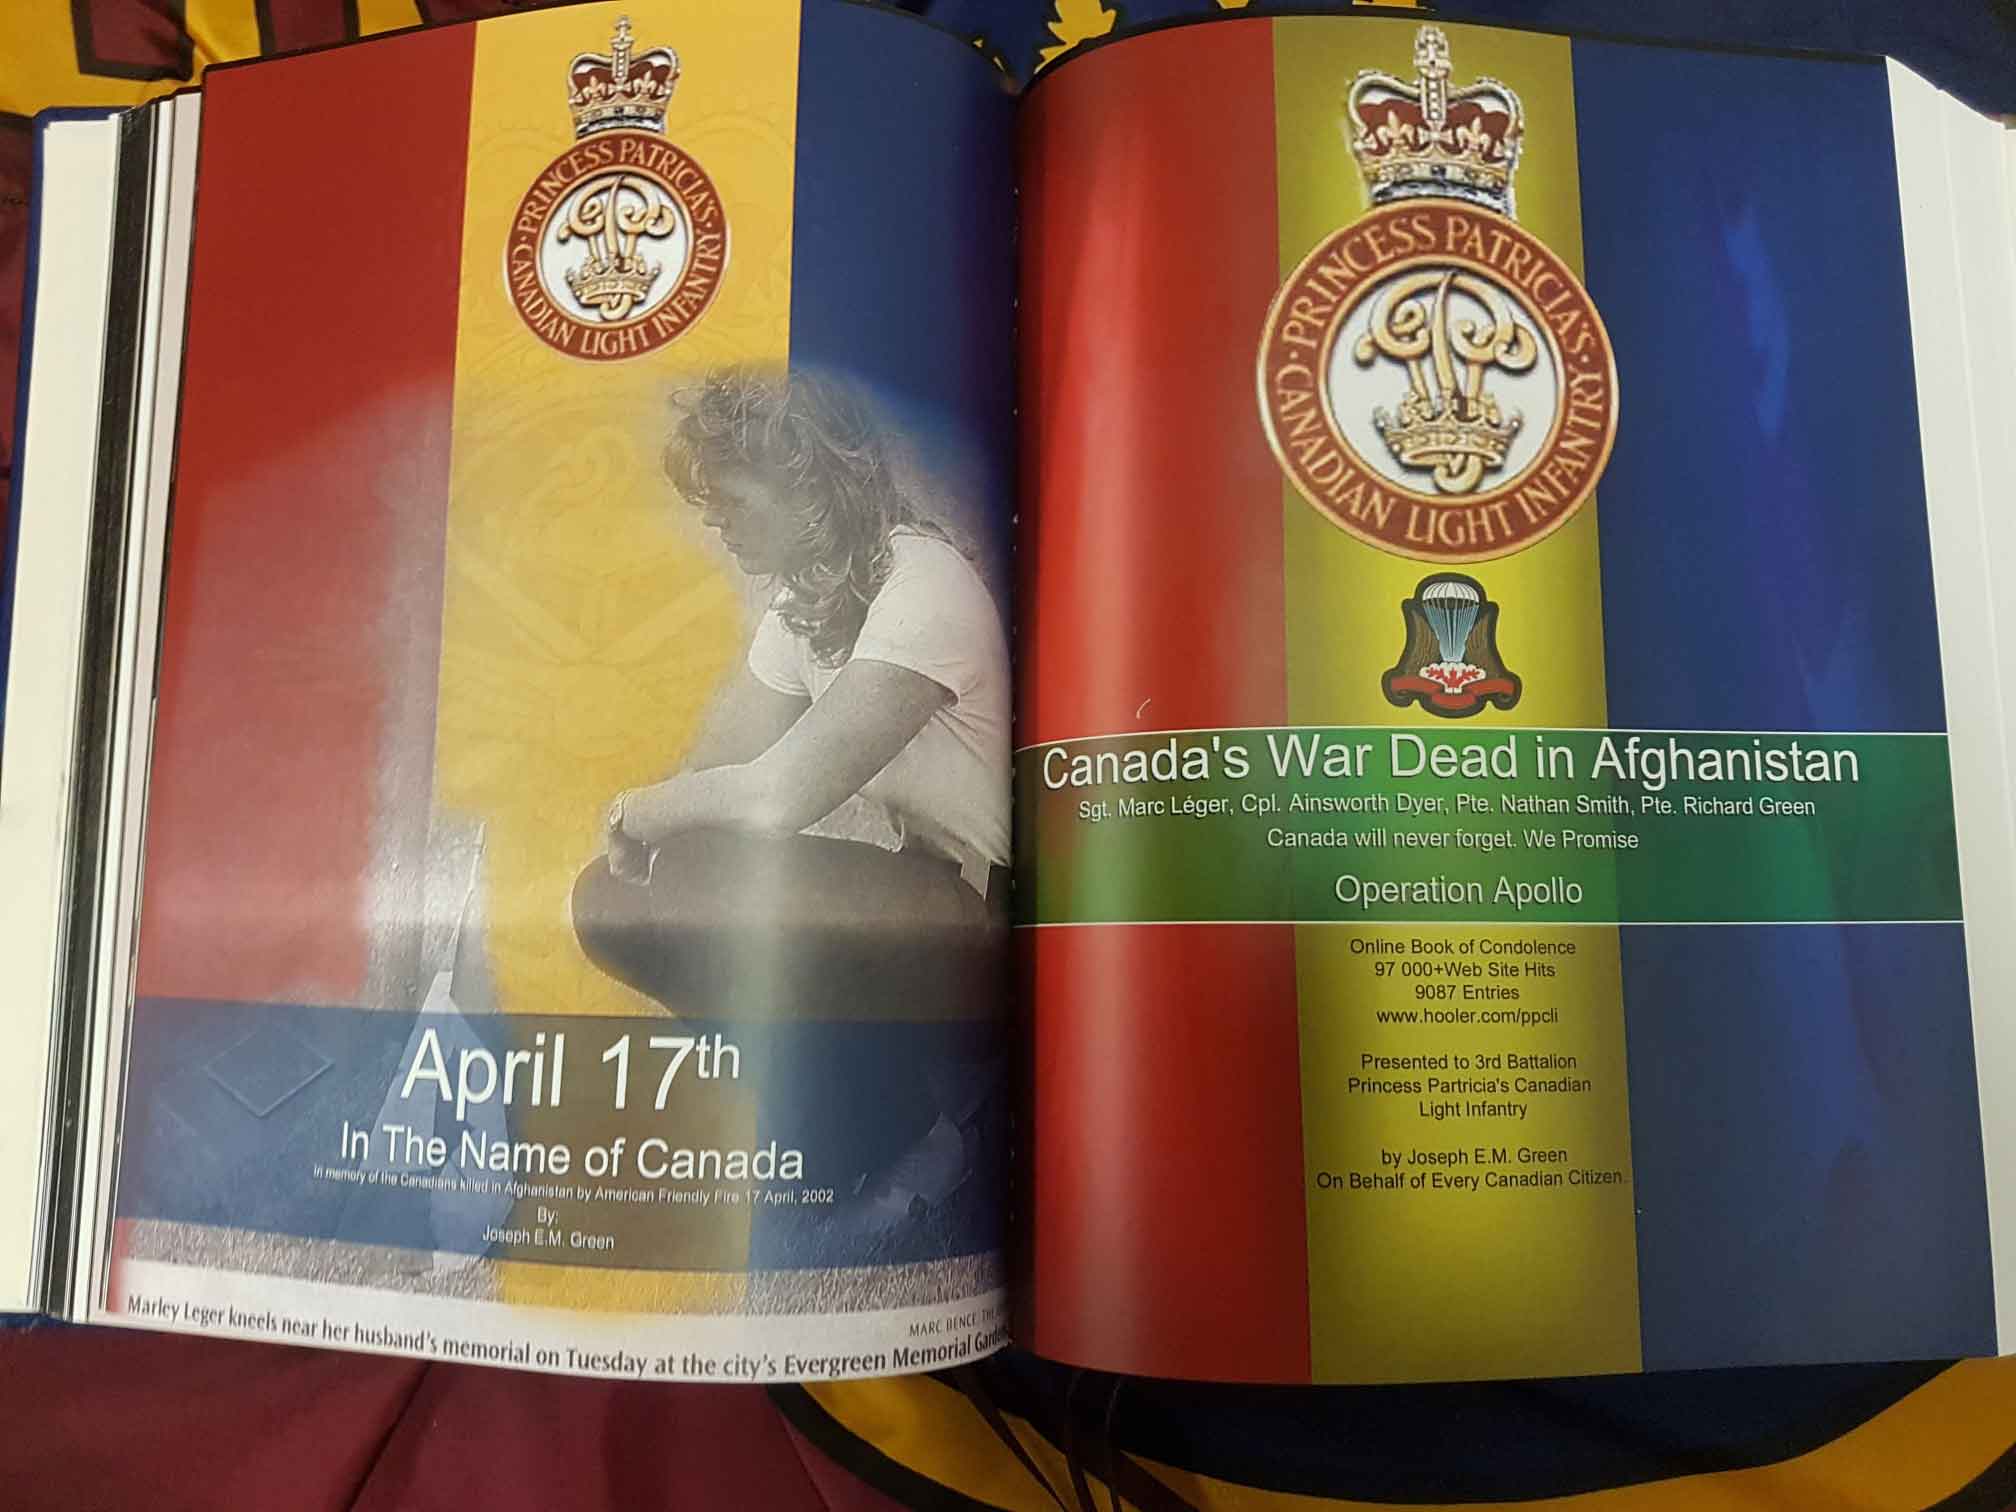 PRINCESS PATRICIA'S · CANADIAN LIGHT INFANTRY ·
April 17th
In The Name of Canada
In memory of the Canadians killed in Afghanistan by American Friendly Fire 17 April, 2002
By:
Joseph E.M. Green
MARC BENCE, THE
Marley Leger kneels near her husband's memorial on Tuesday at the city's Evergreen Memorial
PRINCESS PATRICIA'S · CANADIAN LIGHT INFANTRY ·
Canada's War Dead in Afghanistan
Sgt. Marc Léger, Cpl. Ainsworth Dyer, Pte. Nathan Smith, Pte. Richard Green
Canada will never forget. We Promise
Operation Apollo
Online Book of Condolence
97 000+Web Site Hits
9087 Entries
www.hooler.com/ppcli
Presented to 3rd Battalion
Princess Partricia's Canadian
Light Infantry
by Joseph E.M. Green
On Behalf of Every Canadian Citizen.